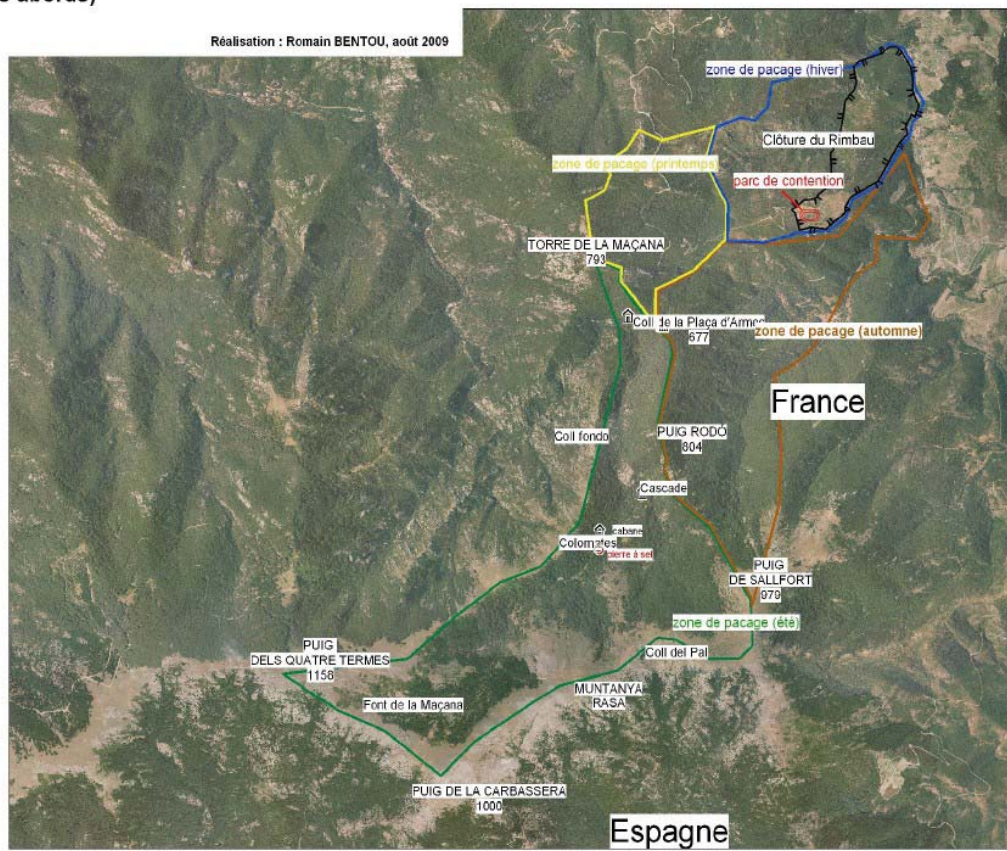 Réalisation : Romain BENTOU, août 2009
zone de pacage (hiver)
Clôture du Rimbau
zone de pacage (printemps)
parc de contention
TORRE DE LA MAÇANA
793
Coll de la Plaça d'Armes
677
zone de pacage (automne)
France
Coll fondo
PUIG RODÓ
804
Cascade
cabane
Colomates
pierre à sel
PUIG
DE SALLFORT
979
zone de pacage (été)
PUIG
DELS QUATRE TERMES
1158
Coll del Pal
MUNTANYA
RASA
Font de la Maçana
PUIG DE LA CARBASSERA
1000
Espagne